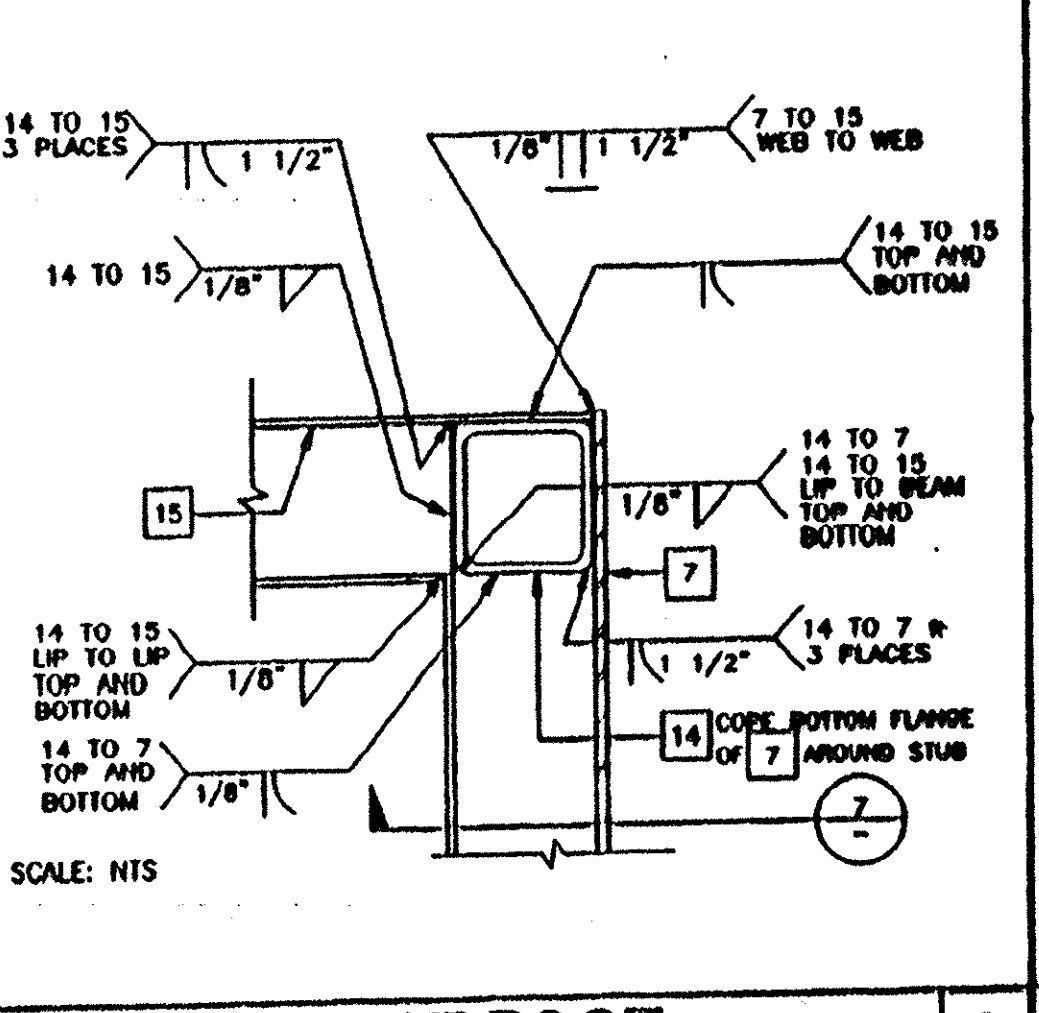 14 TO 15
3 PLACES
1 1/2"
1/8" 1 1/2"
7 TO 15
WEB TO WEB
14 TO 15
1/8"
14 TO 15
TOP AND
BOTTOM
15
1/8"
14 TO 7
14 TO 15
LIP TO BEAM
TOP AND
BOTTOM
7
14 TO 15
LIP TO LIP
TOP AND
BOTTOM
1/8"
1 1/2"
14 TO 7
3 PLACES
14 TO 7
TOP AND
BOTTOM
1/8"
14 COPE BOTTOM FLANGE
OF 7 AROUND STUB
7
-
SCALE: NTS